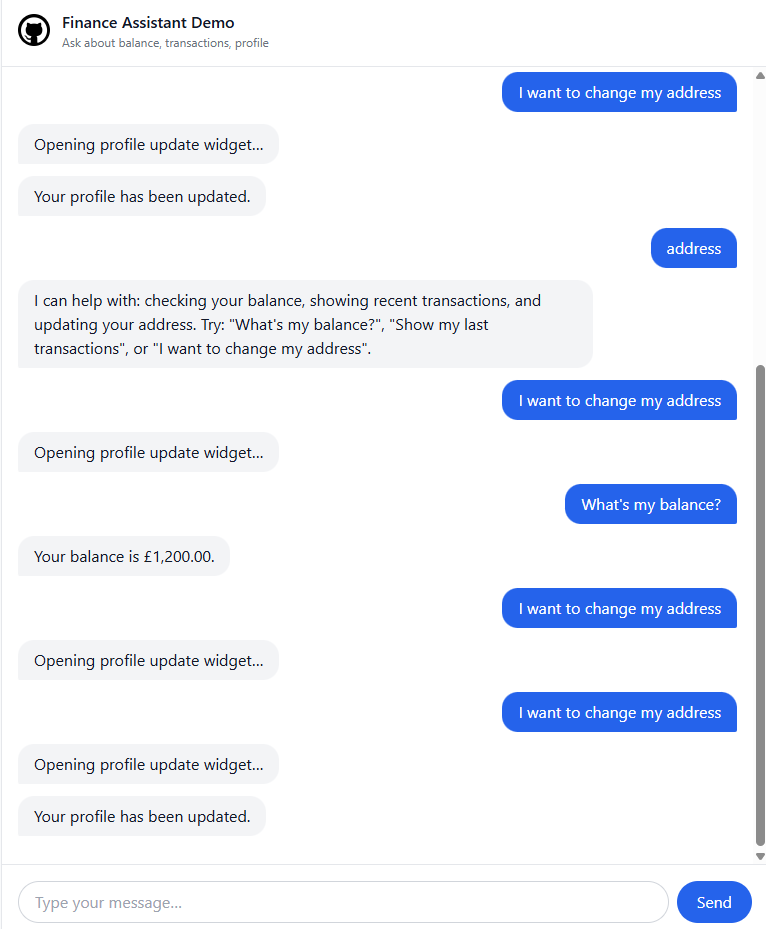 Finance Assistant Demo
Ask about balance, transactions, profile
I want to change my address
Opening profile update widget...
Your profile has been updated.
address
I can help with: checking your balance, showing recent transactions, and
updating your address. Try: "What's my balance?", "Show my last
transactions", or "I want to change my address".
I want to change my address
Opening profile update widget...
What's my balance?
Your balance is £1,200.00.
I want to change my address
Opening profile update widget...
I want to change my address
Opening profile update widget...
Your profile has been updated.
Type your message...
Send